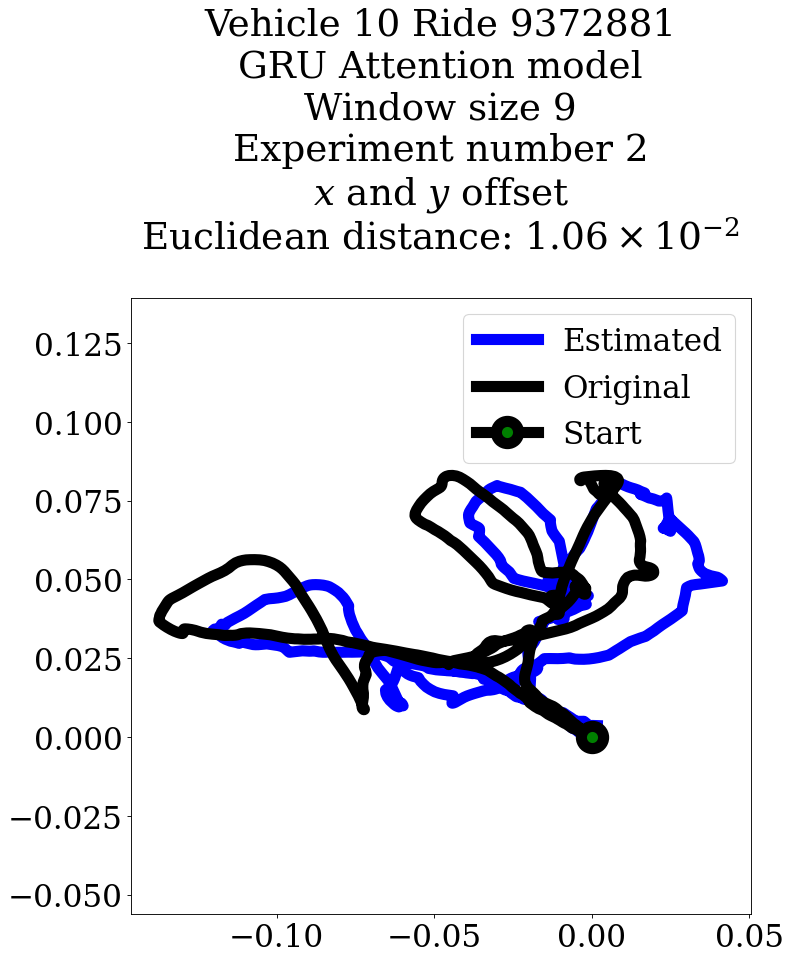 Vehicle 10 Ride 9372881
GRU Attention model
Window size 9
Experiment number 2
x and y offset
Euclidean distance: 1.06 × 10⁻²
Estimated
Original
Start
0.125
0.100
0.075
0.050
0.025
0.000
−0.025
−0.050
−0.10
−0.05
0.00
0.05